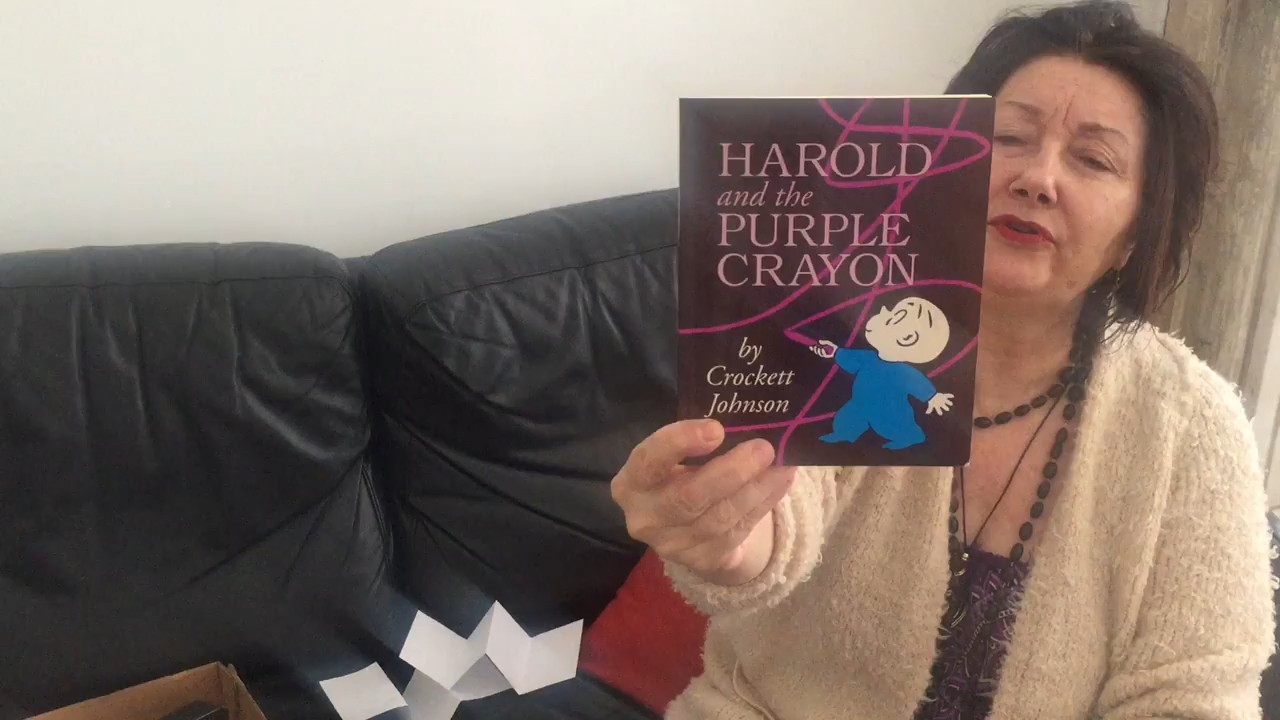 HAROLD
and the
PURPLE
CRAYON
by
Crockett
Johnson